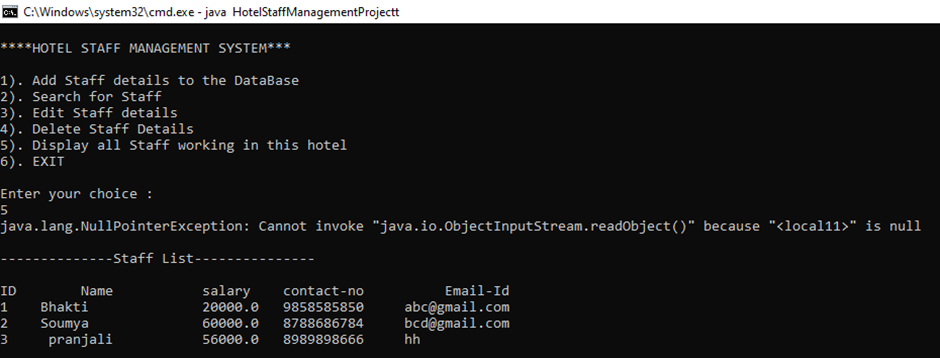 C:\Windows\system32\cmd.exe - java HotelStaffManagementProjectt
****HOTEL STAFF MANAGEMENT SYSTEM***
1). Add Staff details to the DataBase
2). Search for Staff
3). Edit Staff details
4). Delete Staff Details
5). Display all Staff working in this hotel
6). EXIT
Enter your choice :
5
java.lang.NullPointerException: Cannot invoke "java.io.ObjectInputStream.readObject()" because "<local11>" is null
--------------Staff List---------------
ID Name salary contact-no Email-Id
1 Bhakti 20000.0 9858585850 abc@gmail.com
2 Soumya 60000.0 8788686784 bcd@gmail.com
3 pranjali 56000.0 8989898666 hh